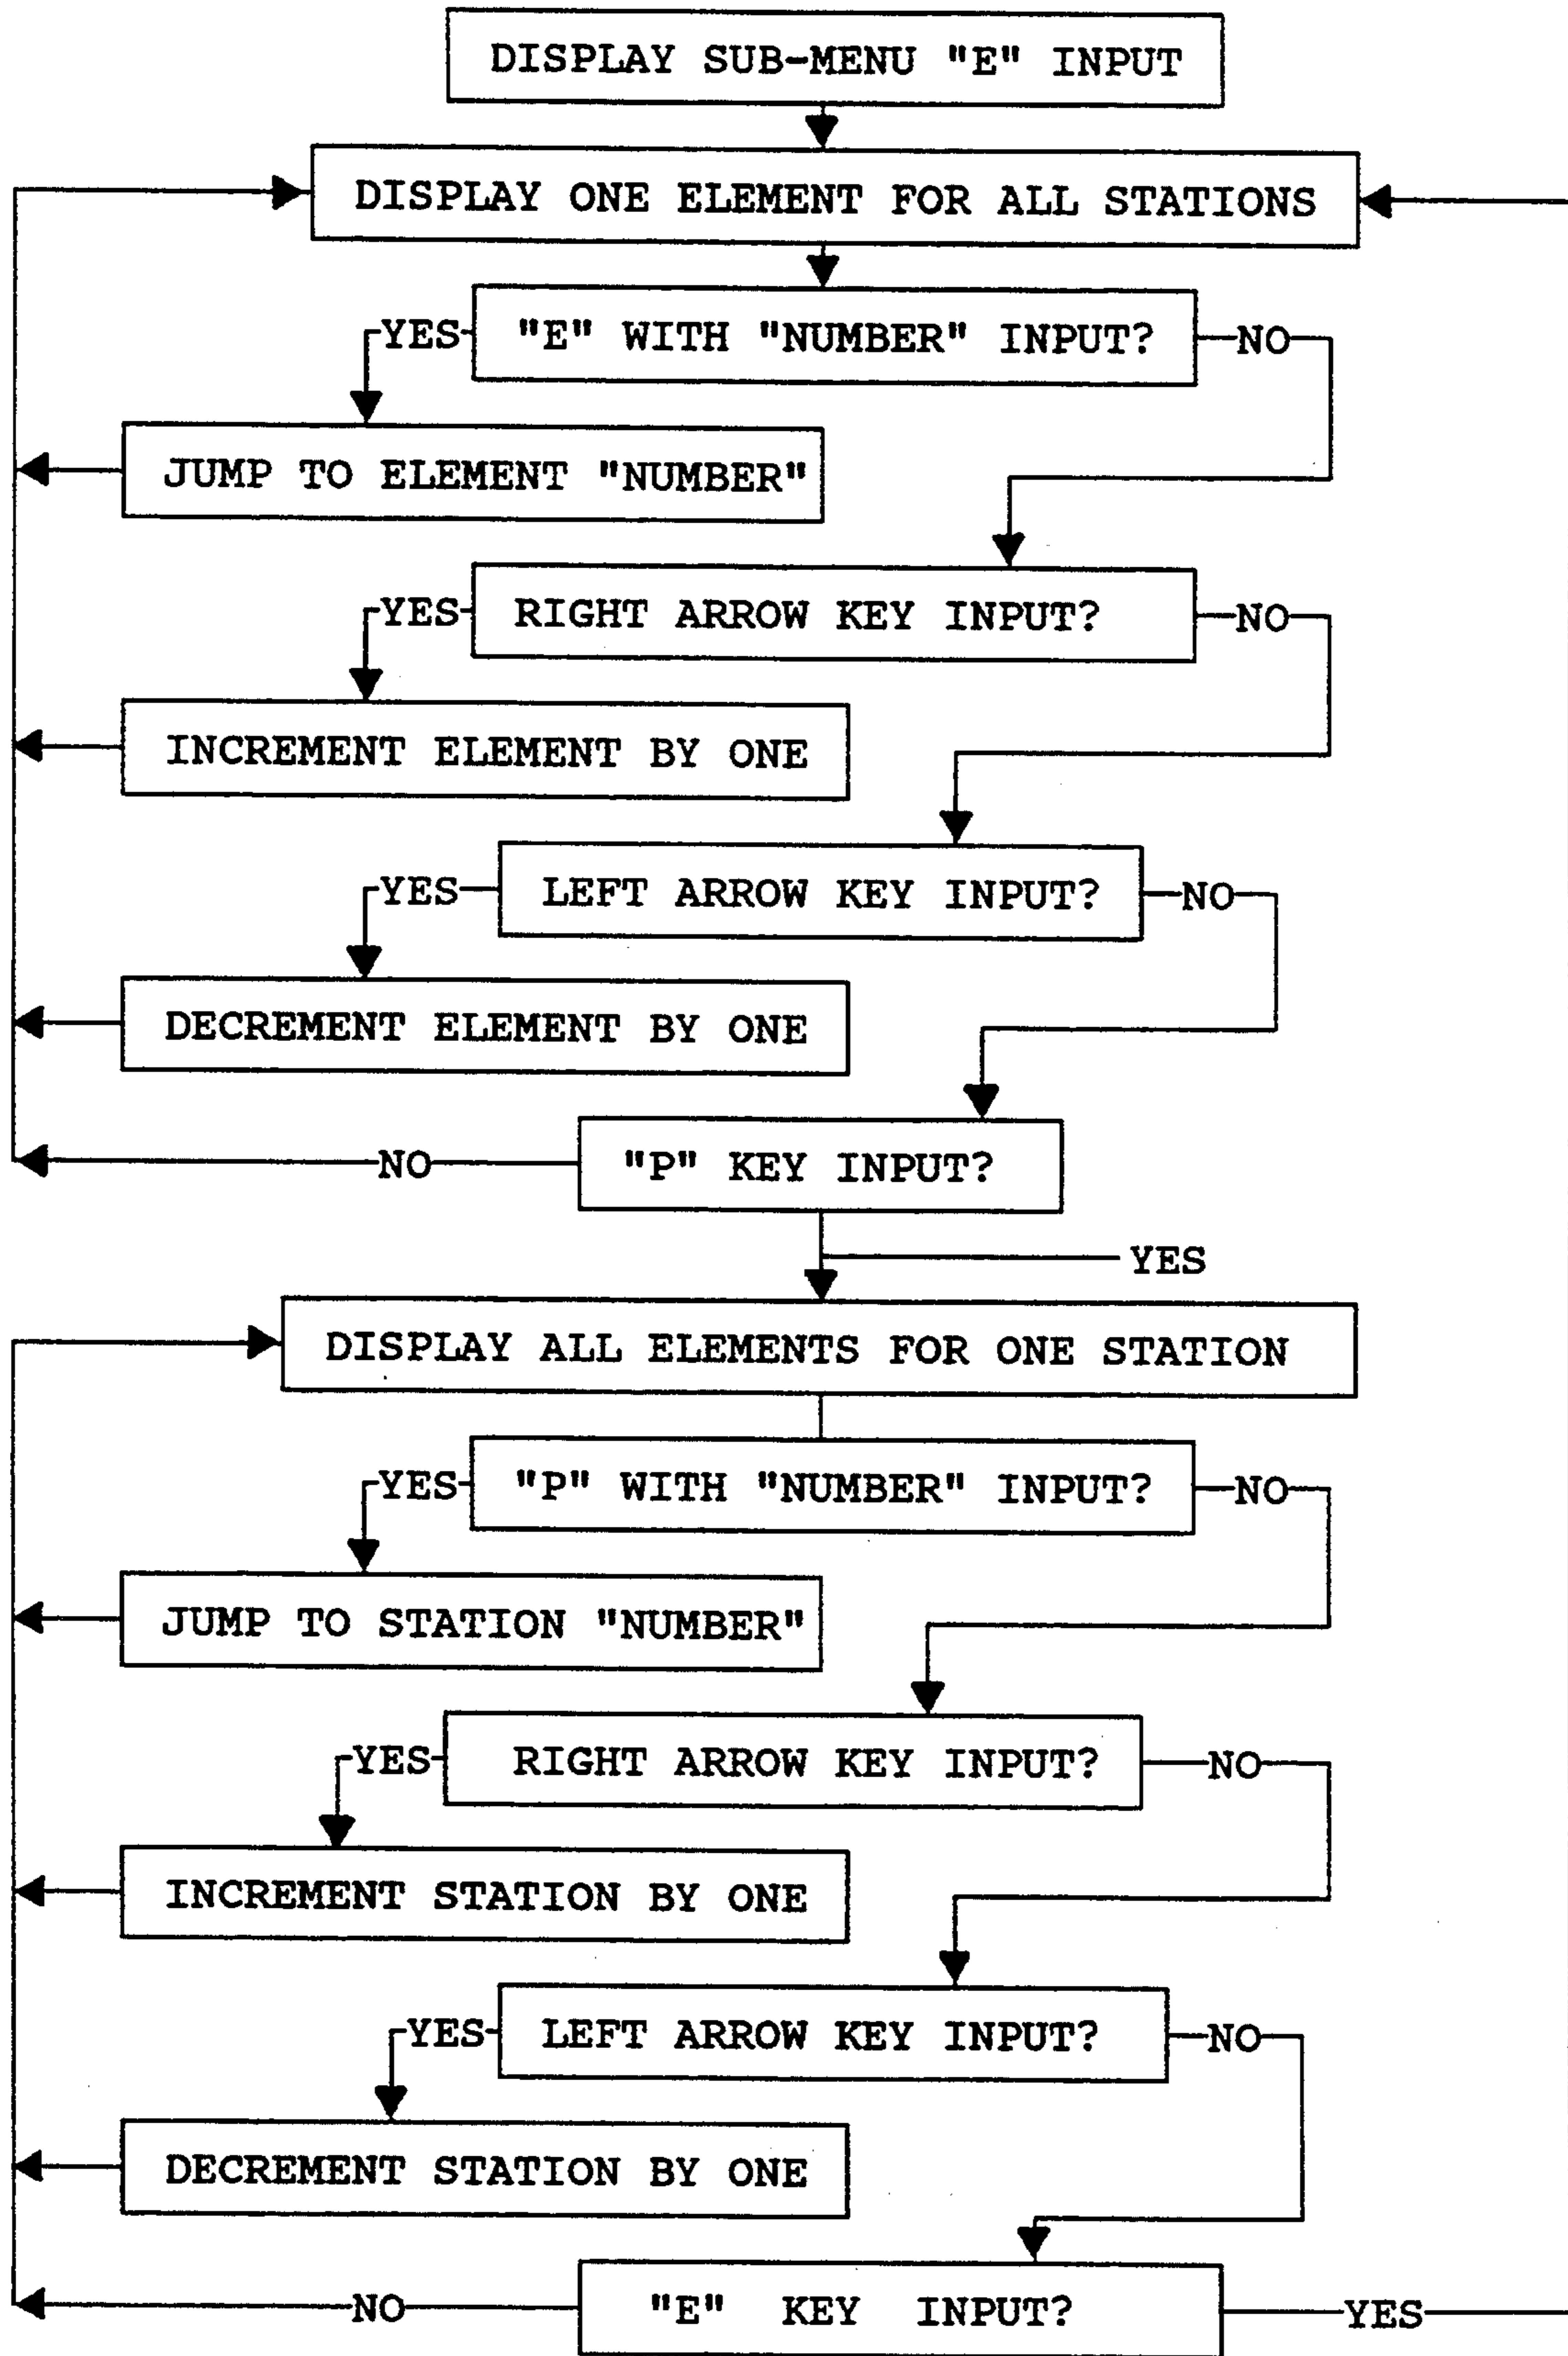 DISPLAY SUB-MENU "E" INPUT
DISPLAY ONE ELEMENT FOR ALL STATIONS
YES
"E" WITH "NUMBER" INPUT?
NO
JUMP TO ELEMENT "NUMBER"
YES
RIGHT ARROW KEY INPUT?
NO
INCREMENT ELEMENT BY ONE
YES
LEFT ARROW KEY INPUT?
NO
DECREMENT ELEMENT BY ONE
NO
"P" KEY INPUT?
YES
DISPLAY ALL ELEMENTS FOR ONE STATION
YES
"P" WITH "NUMBER" INPUT?
NO
JUMP TO STATION "NUMBER"
YES
RIGHT ARROW KEY INPUT?
NO
INCREMENT STATION BY ONE
YES
LEFT ARROW KEY INPUT?
NO
DECREMENT STATION BY ONE
NO
"E" KEY INPUT?
YES